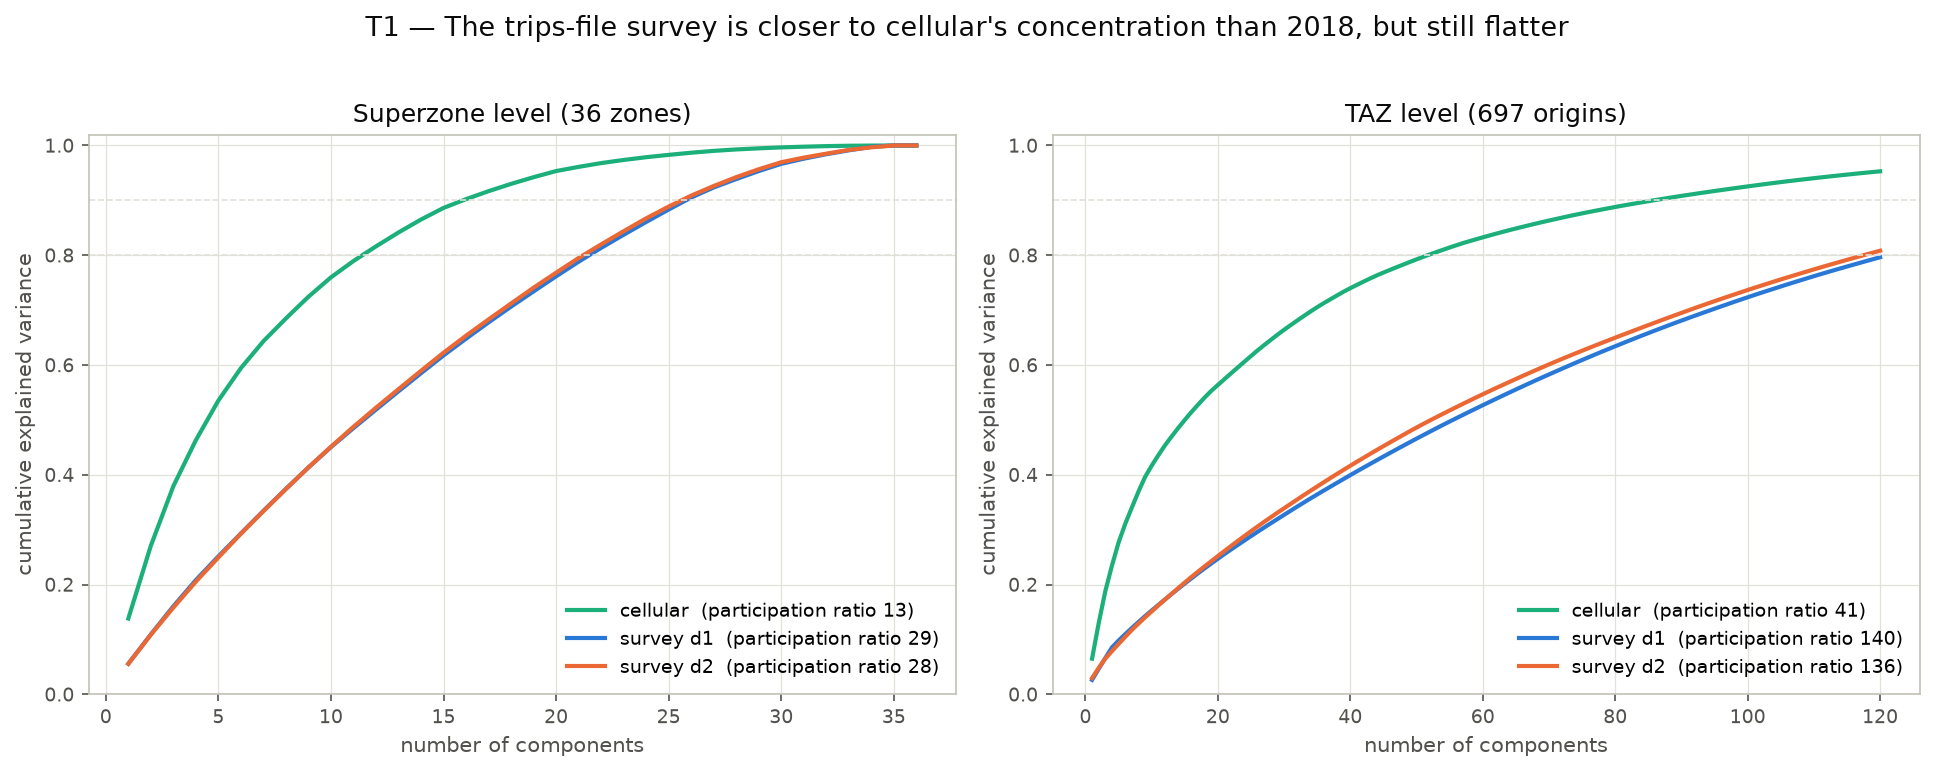 T1 — The trips-file survey is closer to cellular's concentration than 2018, but still flatter
Superzone level (36 zones)
cumulative explained variance
1.0
0.8
0.6
0.4
0.2
0.0
cellular (participation ratio 13)
survey d1 (participation ratio 29)
survey d2 (participation ratio 28)
0 5 10 15 20 25 30 35
number of components
TAZ level (697 origins)
cumulative explained variance
1.0
0.8
0.6
0.4
0.2
0.0
cellular (participation ratio 41)
survey d1 (participation ratio 140)
survey d2 (participation ratio 136)
0 20 40 60 80 100 120
number of components